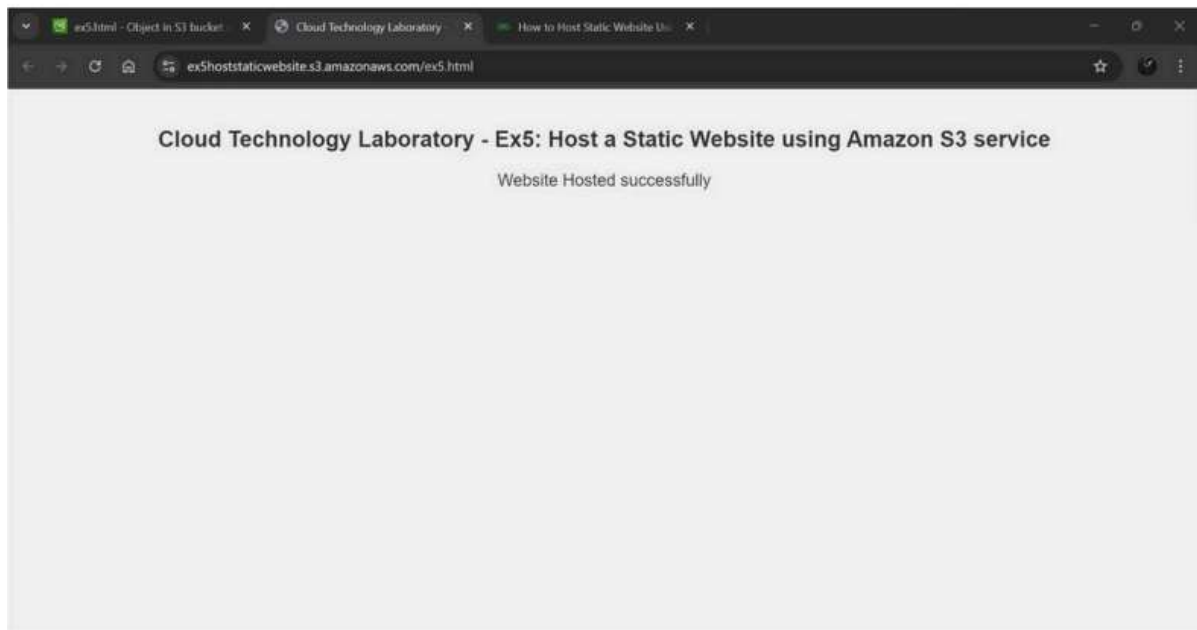 ex5.html - Object in S3 bucket
Cloud Technology Laboratory
How to Host Static Website Us
ex5hoststaticwebsite.s3.amazonaws.com/ex5.html
Cloud Technology Laboratory - Ex5: Host a Static Website using Amazon S3 service
Website Hosted successfully